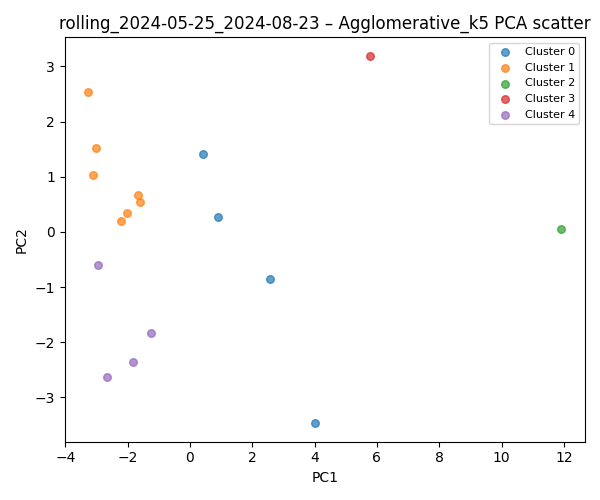 rolling_2024-05-25_2024-08-23 – Agglomerative_k5 PCA scatter
Cluster 0
Cluster 1
Cluster 2
Cluster 3
Cluster 4
PC2
3
2
1
0
−1
−2
−3
−4 −2 0 2 4 6 8 10 12
PC1